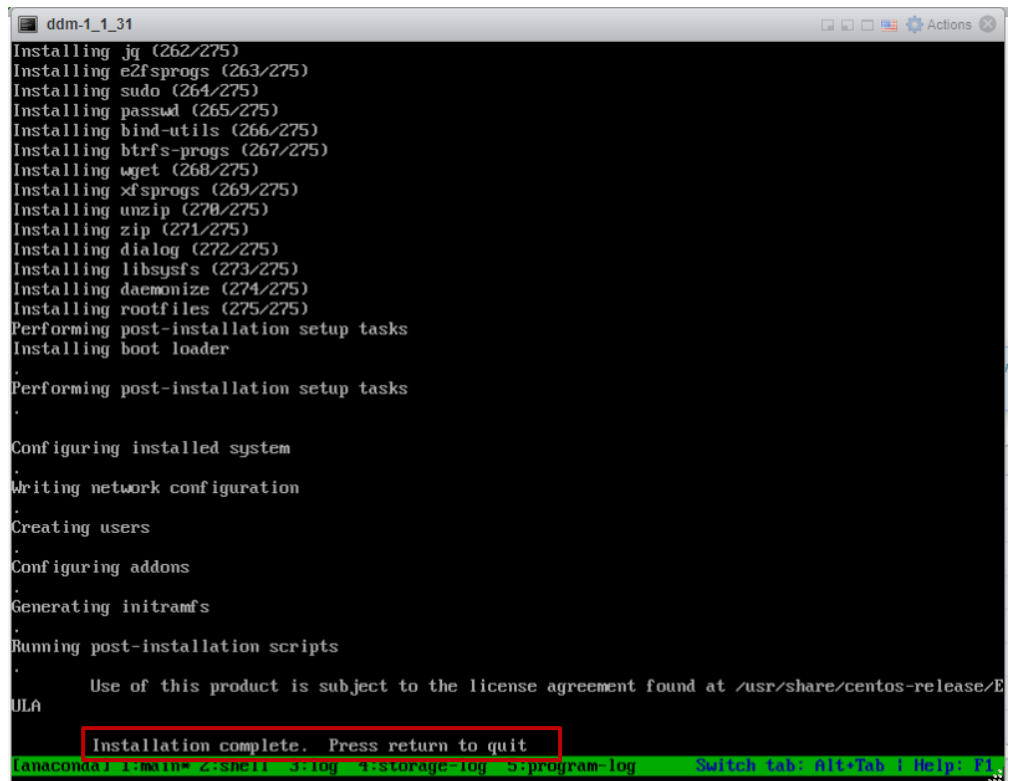 ddm-1_1_31
Actions
Installing jq (262/275)
Installing e2fsprogs (263/275)
Installing sudo (264/275)
Installing passwd (265/275)
Installing bind-utils (266/275)
Installing btrfs-progs (267/275)
Installing wget (268/275)
Installing xfsprogs (269/275)
Installing unzip (270/275)
Installing zip (271/275)
Installing dialog (272/275)
Installing libsysfs (273/275)
Installing daemonize (274/275)
Installing rootfiles (275/275)
Performing post-installation setup tasks
Installing boot loader
.
Performing post-installation setup tasks
.
Configuring installed system
.
Writing network configuration
.
Creating users
.
Configuring addons
.
Generating initramfs
.
Running post-installation scripts
.
Use of this product is subject to the license agreement found at /usr/share/centos-release/E
ULA
Installation complete.  Press return to quit
[anaconda] 1:main* 2:shell  3:log  4:storage-log  5:program-log      Switch tab: Alt+Tab | Help: F1